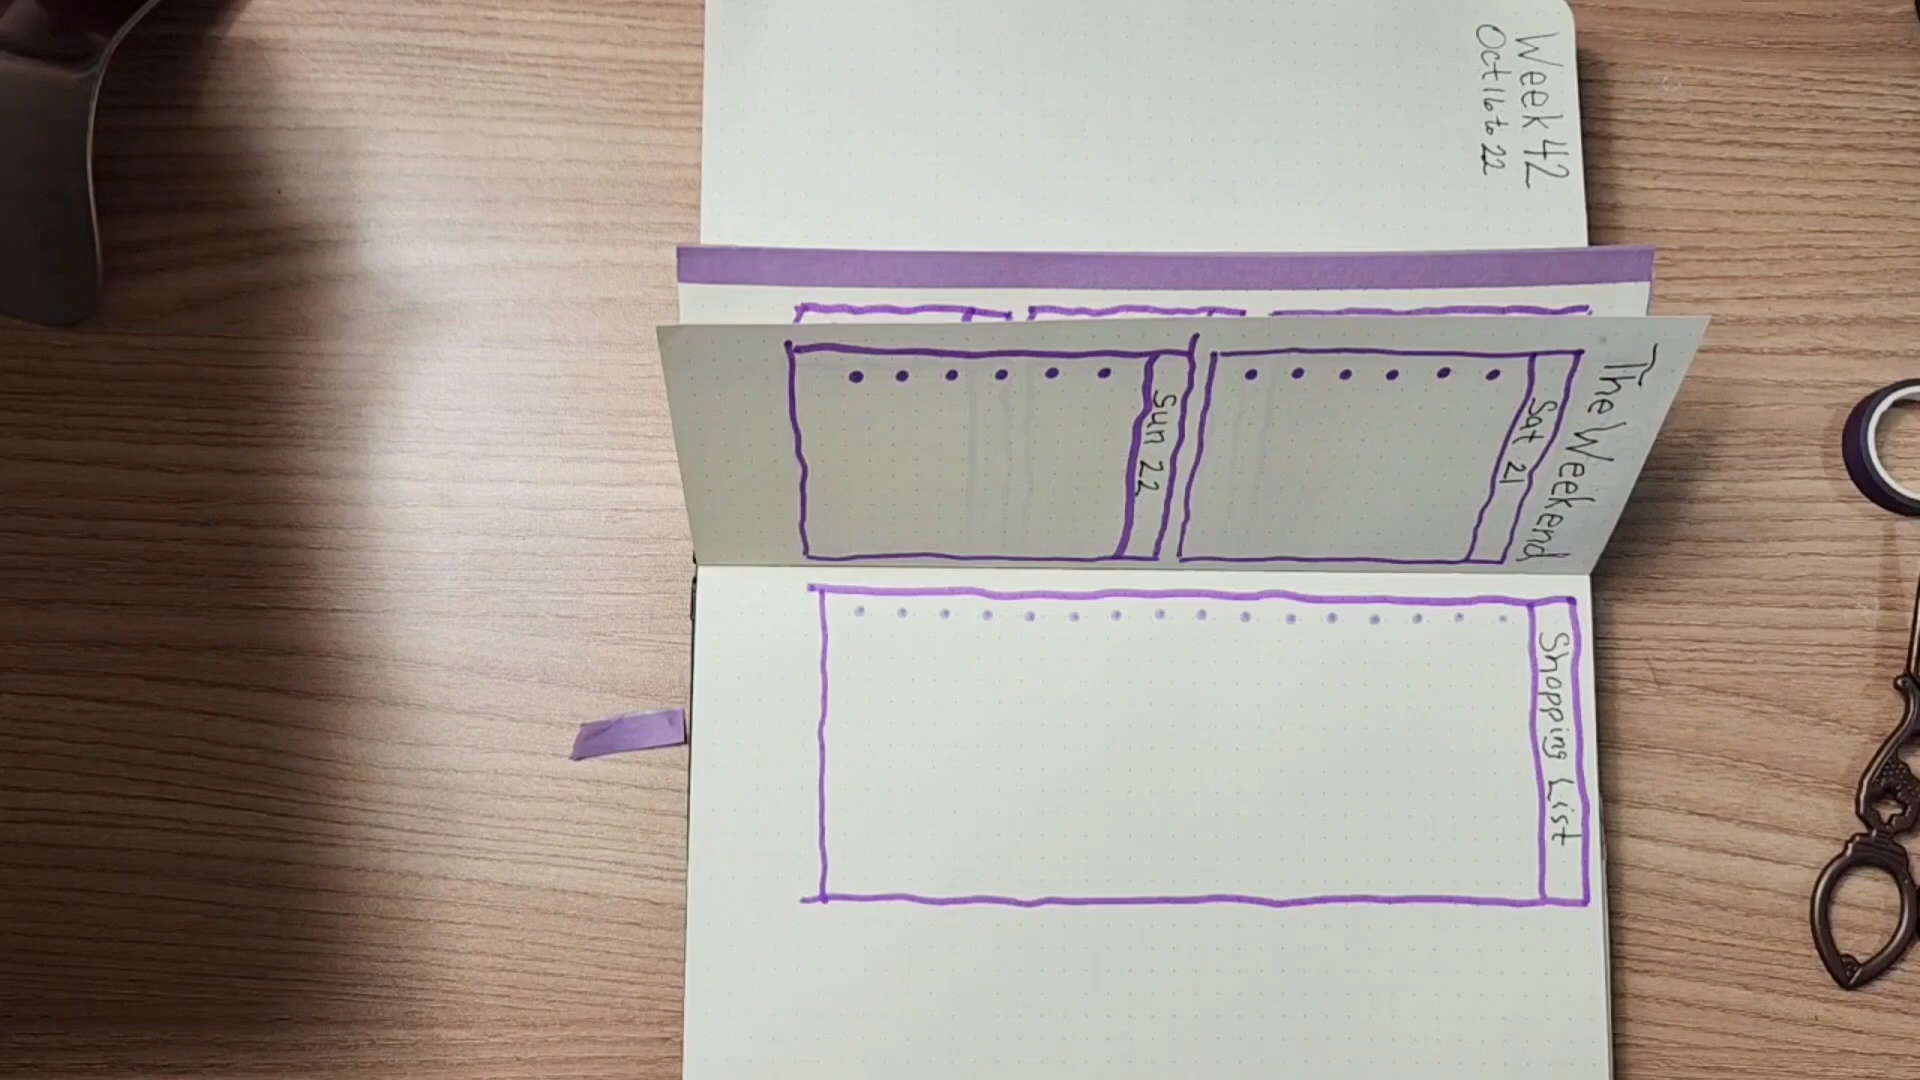 Week 42
Oct 16 to 22
The Weekend
Sat 21
Sun 22
Shopping List